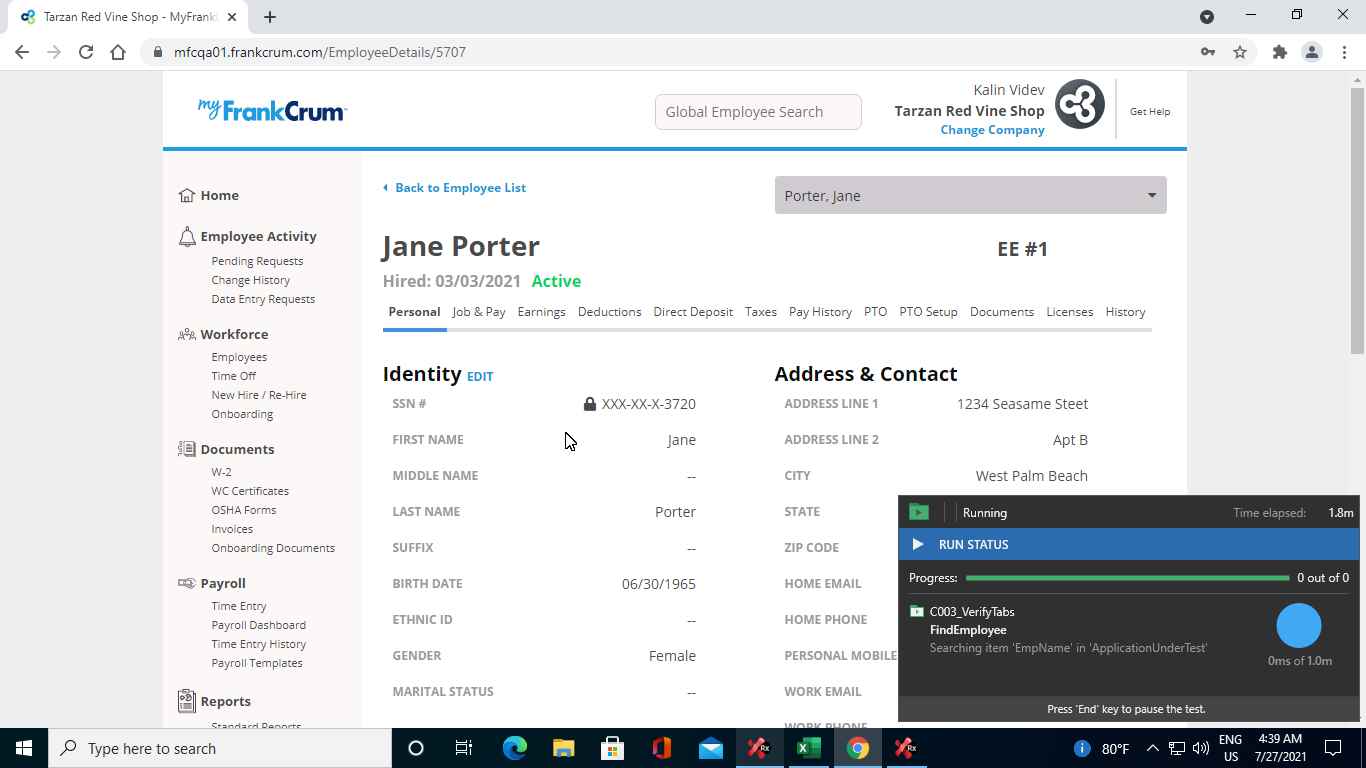 Tarzan Red Vine Shop - MyFrank
mfcqa01.frankcrum.com/EmployeeDetails/5707
myFrankCrum
Global Employee Search
Kalin Videv
Tarzan Red Vine Shop
Change Company
Get Help
Home
Employee Activity
Pending Requests
Change History
Data Entry Requests
Workforce
Employees
Time Off
New Hire / Re-Hire
Onboarding
Documents
W-2
WC Certificates
OSHA Forms
Invoices
Onboarding Documents
Payroll
Time Entry
Payroll Dashboard
Time Entry History
Payroll Templates
Reports
Standard Reports
Back to Employee List
Porter, Jane
Jane Porter
EE #1
Hired: 03/03/2021 Active
Personal Job & Pay Earnings Deductions Direct Deposit Taxes Pay History PTO PTO Setup Documents Licenses History
Identity EDIT
SSN # XXX-XX-X-3720
FIRST NAME Jane
MIDDLE NAME --
LAST NAME Porter
SUFFIX --
BIRTH DATE 06/30/1965
ETHNIC ID --
GENDER Female
MARITAL STATUS --
Address & Contact
ADDRESS LINE 1 1234 Seasame Steet
ADDRESS LINE 2 Apt B
CITY West Palm Beach
STATE
ZIP CODE
HOME EMAIL
HOME PHONE
PERSONAL MOBILE
WORK EMAIL
WORK PHONE
Running Time elapsed: 1.8m
RUN STATUS
Progress: 0 out of 0
C003_VerifyTabs
FindEmployee
Searching item 'EmpName' in 'ApplicationUnderTest'
0ms of 1.0m
Press 'End' key to pause the test.
Type here to search
Rx
Rx
80°F
ENG
US
4:39 AM
7/27/2021